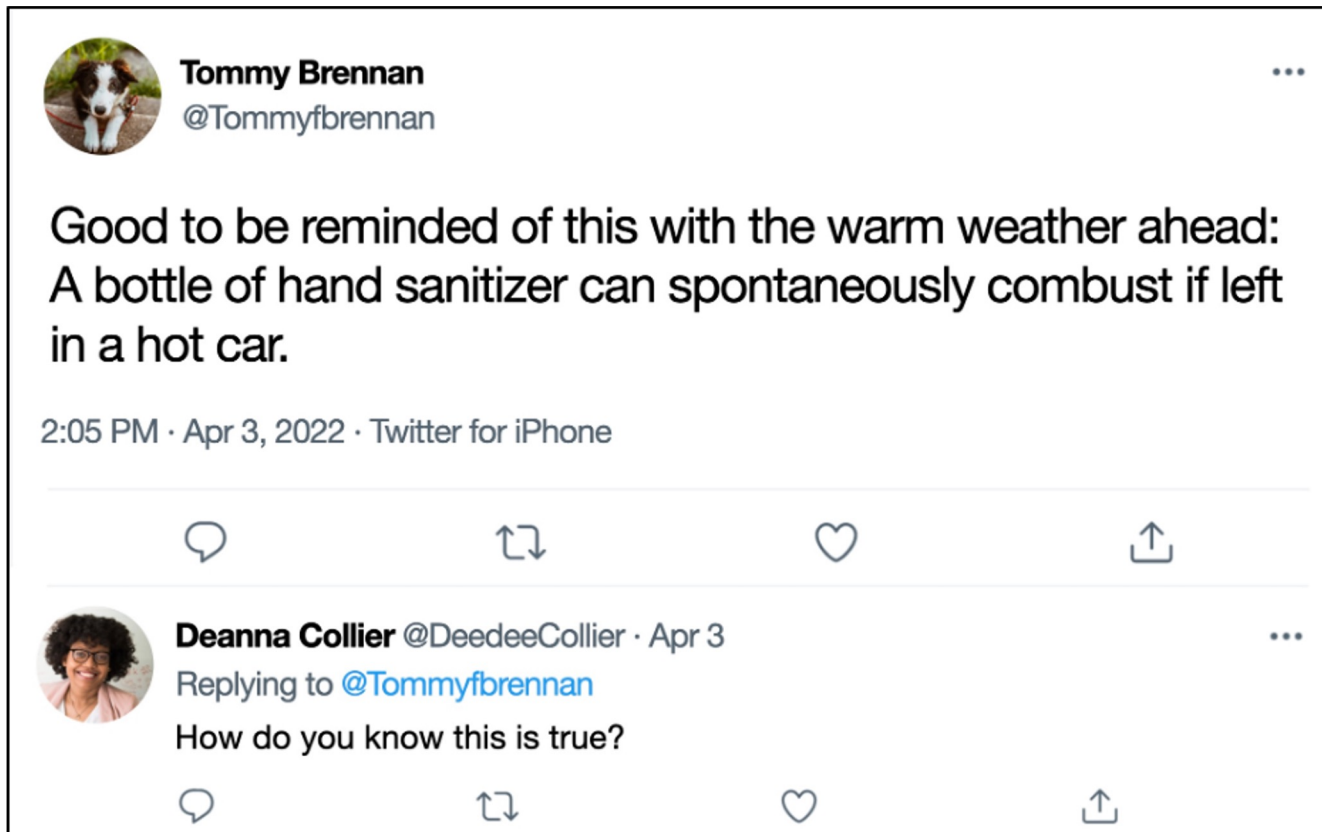 Tommy Brennan
@Tommyfbrennan
Good to be reminded of this with the warm weather ahead:
A bottle of hand sanitizer can spontaneously combust if left
in a hot car.
2:05 PM · Apr 3, 2022 · Twitter for iPhone
Deanna Collier @DeedeeCollier · Apr 3
Replying to @Tommyfbrennan
How do you know this is true?